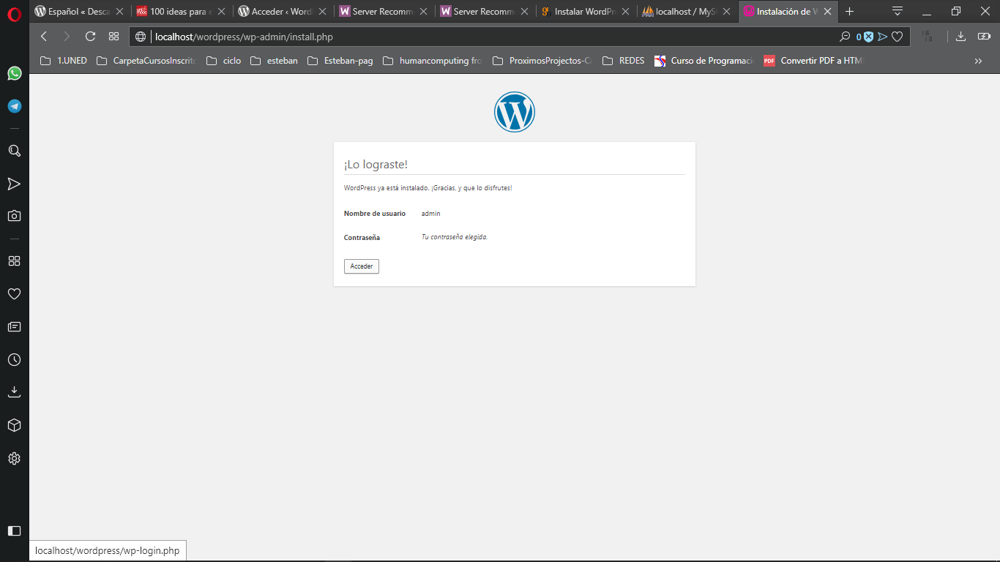 Español « Desca
100 ideas para e
Acceder ‹ Word
Server Recomm
Server Recomm
Instalar WordPr
localhost / MyS
Instalación de W
localhost/wordpress/wp-admin/install.php
0
1.UNED
CarpetaCursosInscrito
ciclo
esteban
Esteban-pag
humancomputing fro
ProximosProjectos-Ca
REDES
Curso de Programaci
PDF
Convertir PDF a HTM
¡Lo lograste!
WordPress ya está instalado. ¡Gracias, y que lo disfrutes!
Nombre de usuario admin
Contraseña Tu contraseña elegida.
Acceder
localhost/wordpress/wp-login.php